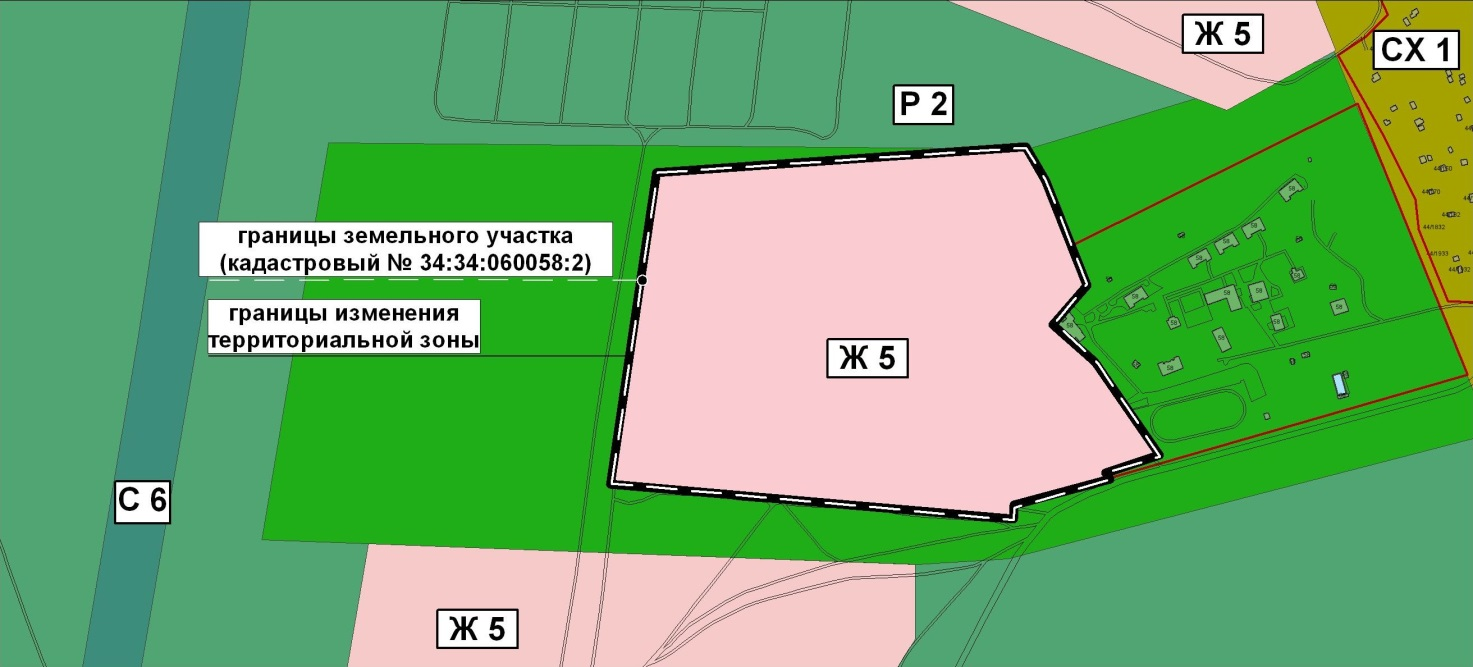 Ж 5
СХ 1
Р 2
границы земельного участка
(кадастровый № 34:34:060058:2)
границы изменения
территориальной зоны
Ж 5
С 6
Ж 5